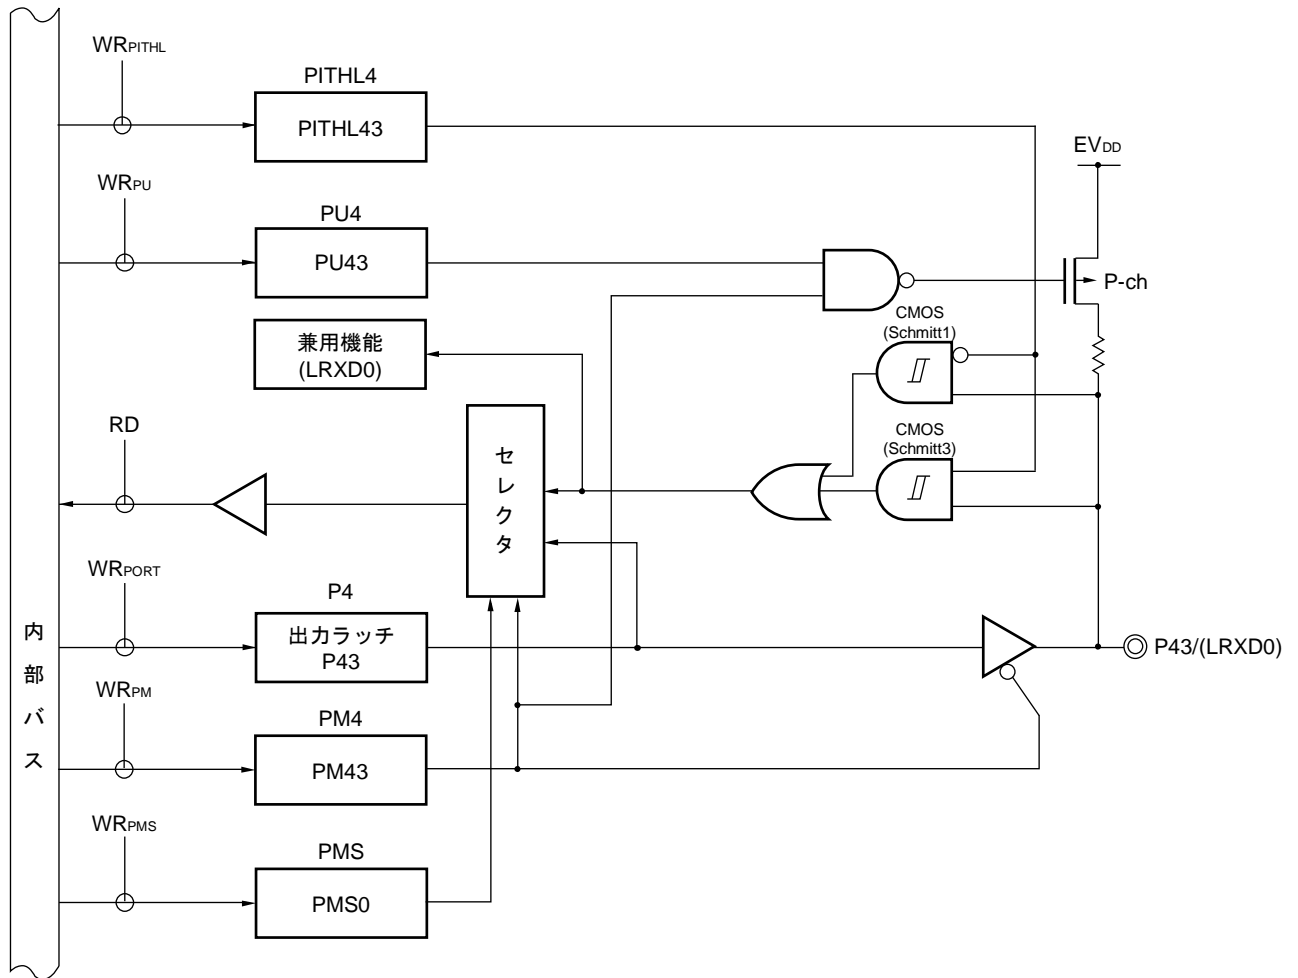 WRPITHL
PITHL4
PITHL43
EVDD
WRPU
PU4
PU43
P-ch
CMOS
(Schmitt1)
兼用機能
(LRXD0)
RD
セレクタ
CMOS
(Schmitt3)
WRPORT
P4
出力ラッチ
P43
P43/(LRXD0)
内部バス
WRPM
PM4
PM43
WRPMS
PMS
PMS0